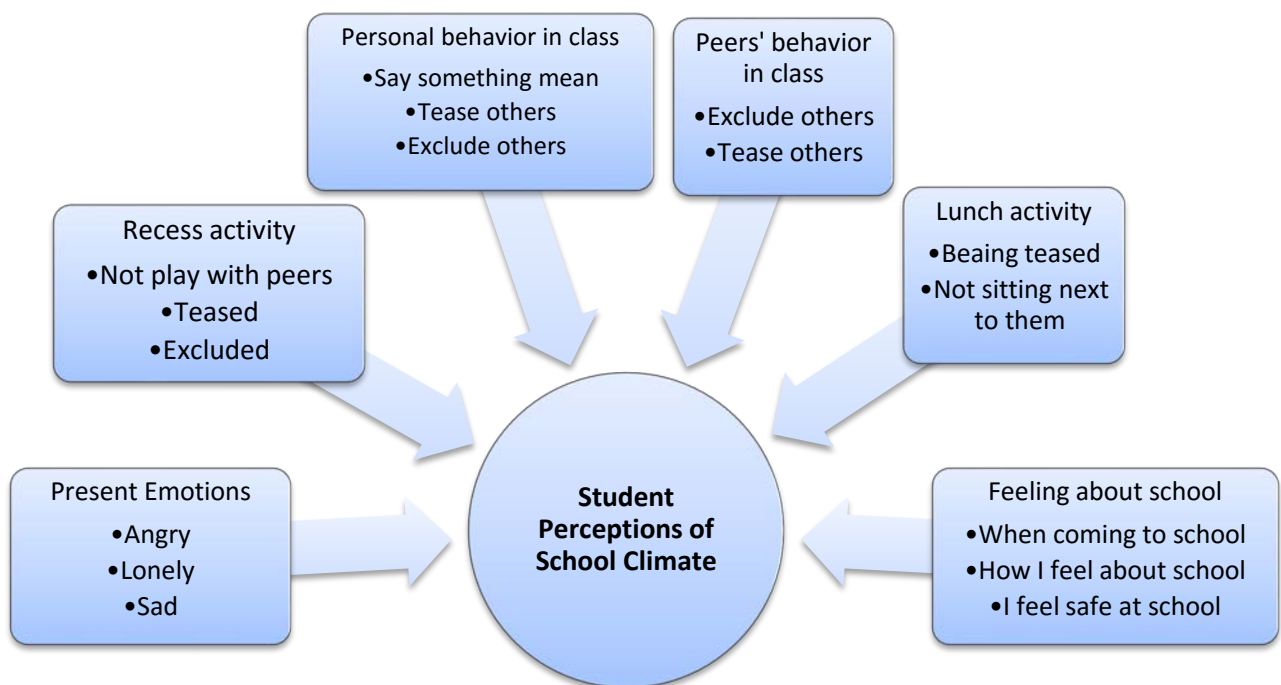 Personal behavior in class
•Say something mean
•Tease others
•Exclude others
Peers' behavior
in class
•Exclude others
•Tease others
Recess activity
•Not play with peers
•Teased
•Excluded
Lunch activity
•Beaing teased
•Not sitting next
to them
Present Emotions
•Angry
•Lonely
•Sad
Student
Perceptions of
School Climate
Feeling about school
•When coming to school
•How I feel about school
•I feel safe at school